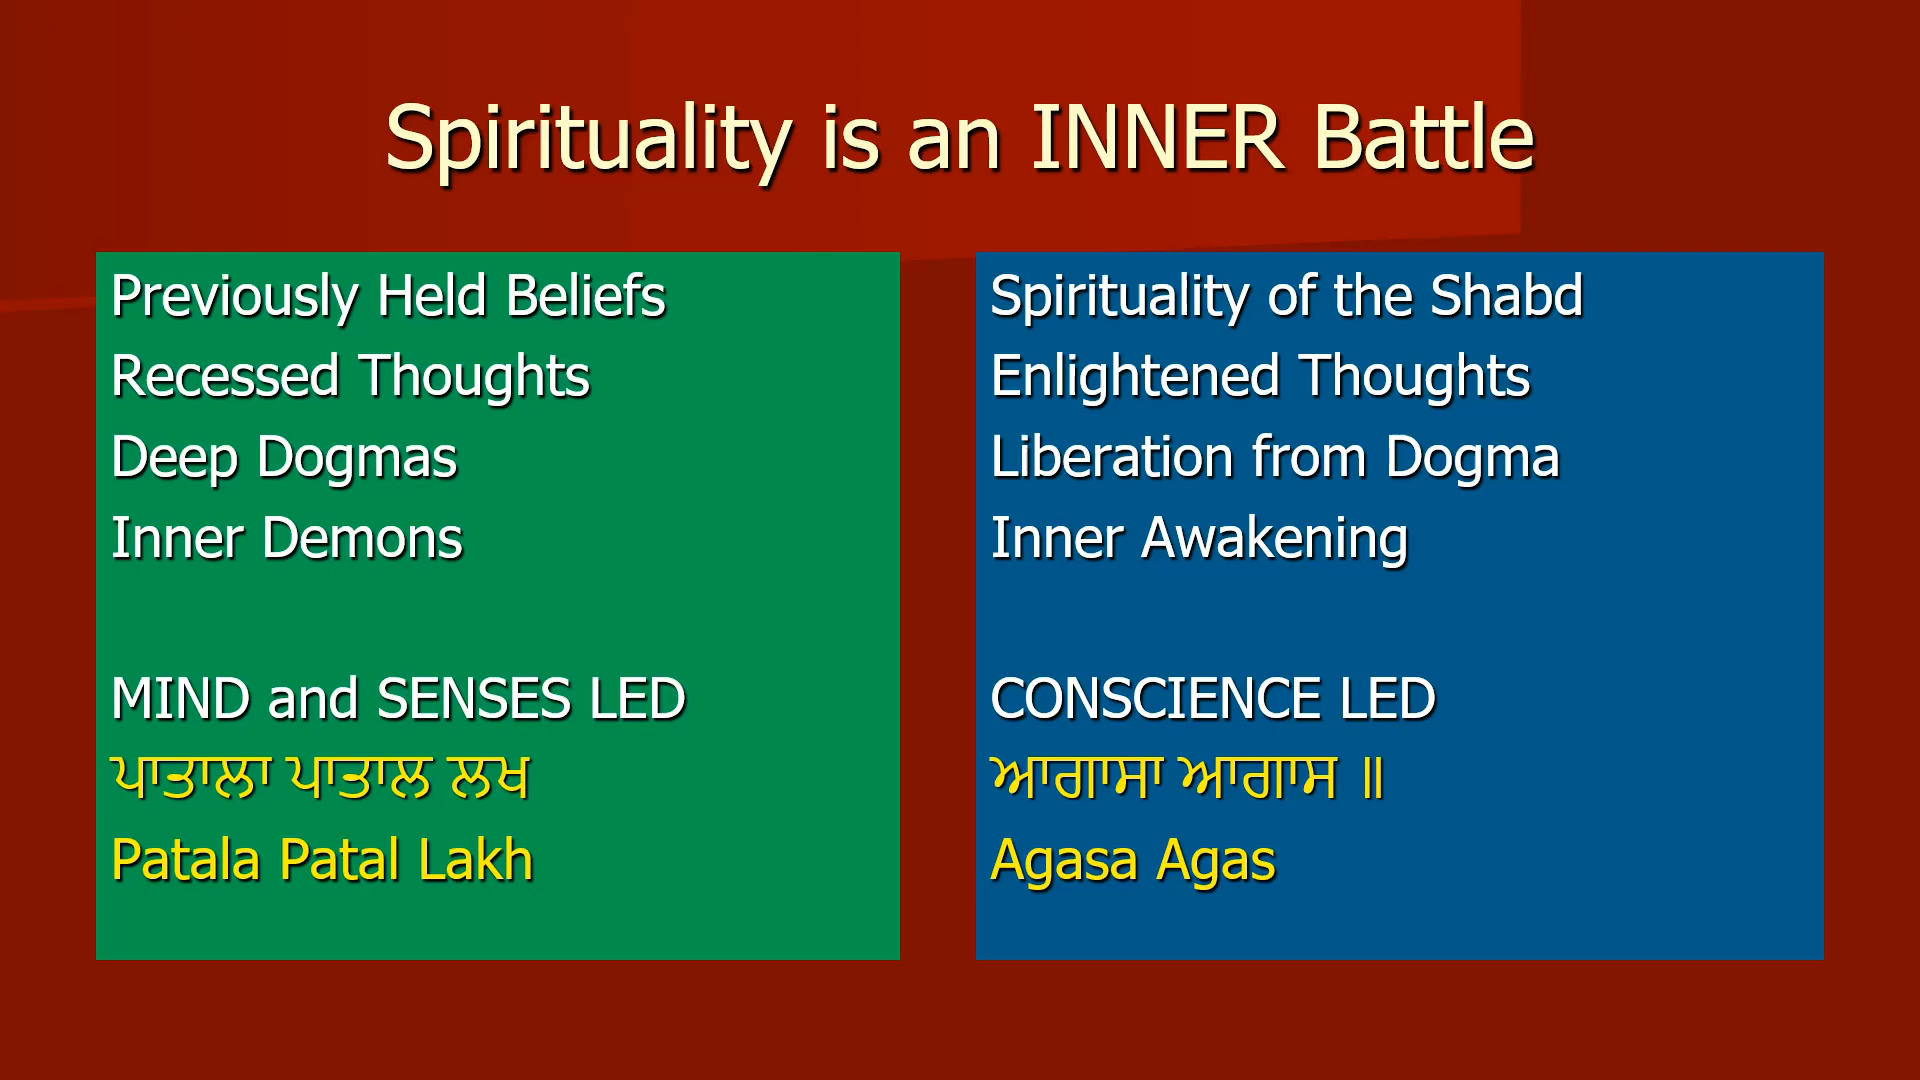 Spirituality is an INNER Battle
Previously Held Beliefs
Recessed Thoughts
Deep Dogmas
Inner Demons
MIND and SENSES LED
ਪਾਤਾਲਾ ਪਾਤਾਲ ਲਖ
Patala Patal Lakh
Spirituality of the Shabd
Enlightened Thoughts
Liberation from Dogma
Inner Awakening
CONSCIENCE LED
ਆਗਾਸਾ ਆਗਾਸ ॥
Agasa Agas